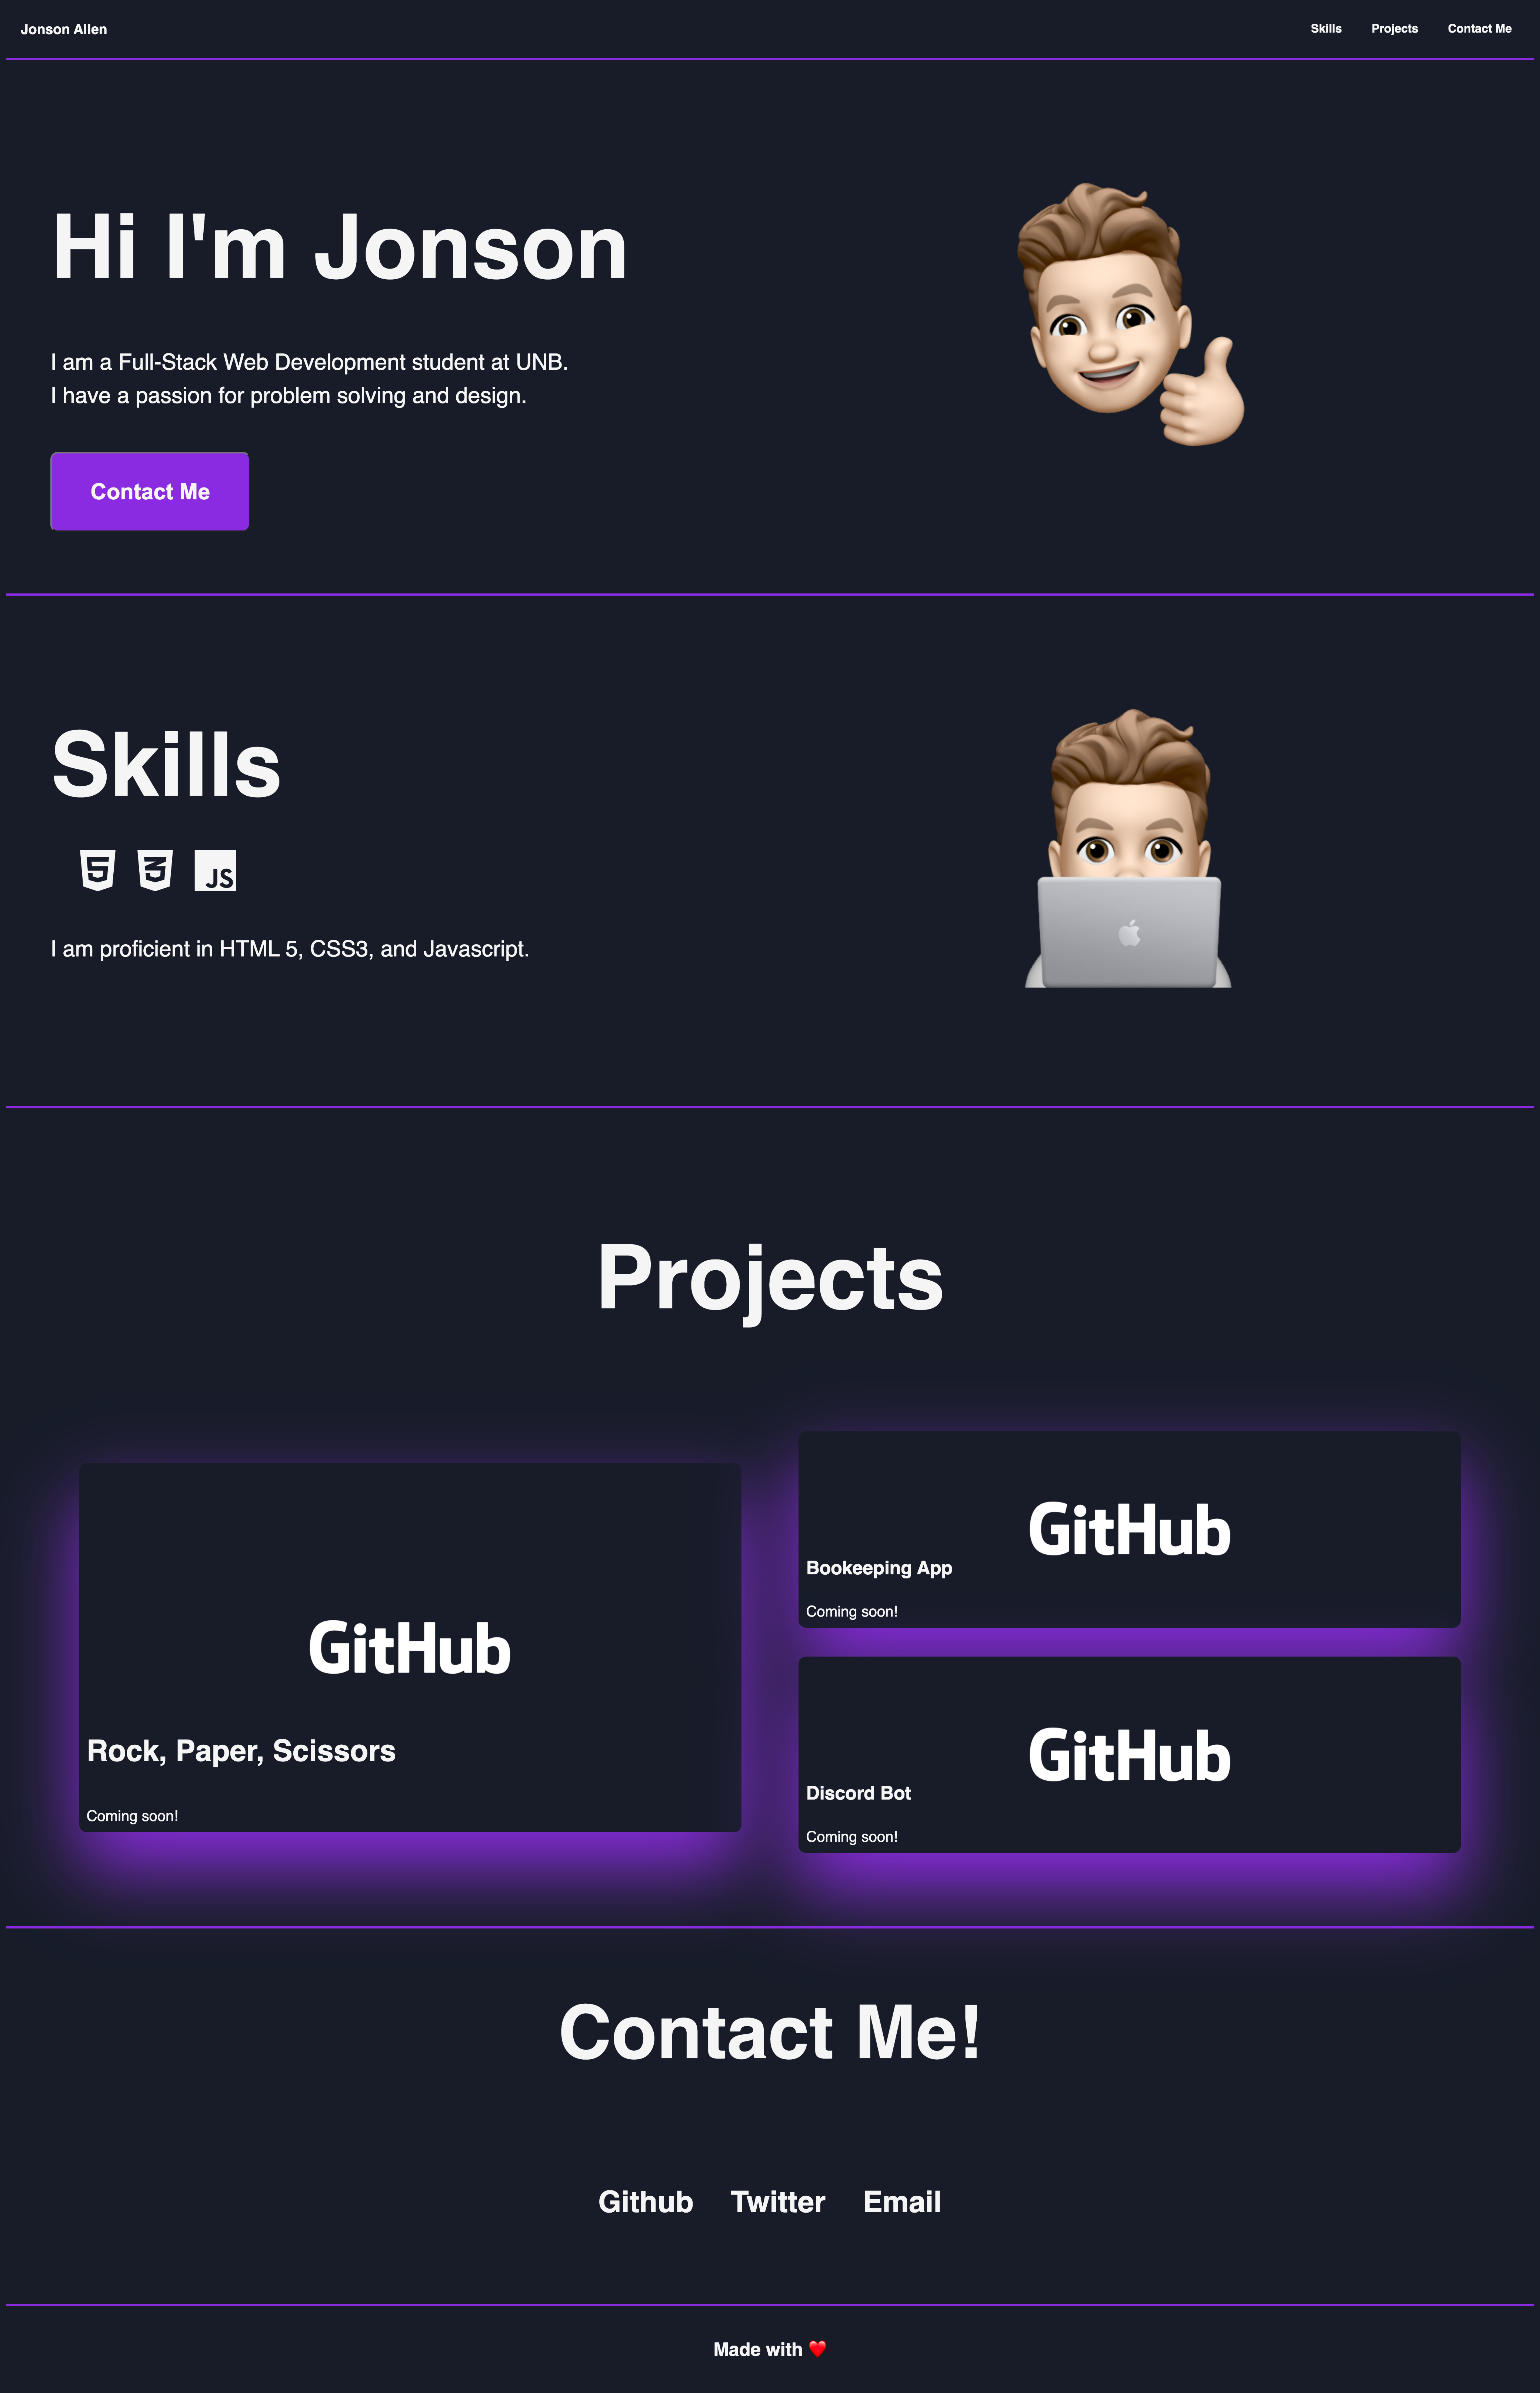 Jonson Allen
Skills
Projects
Contact Me
Hi I'm Jonson
I am a Full-Stack Web Development student at UNB.
I have a passion for problem solving and design.
Contact Me
Skills
5 3 JS
I am proficient in HTML 5, CSS3, and Javascript.
Projects
GitHub
Rock, Paper, Scissors
Coming soon!
GitHub
Bookeeping App
Coming soon!
GitHub
Discord Bot
Coming soon!
Contact Me!
Github
Twitter
Email
Made with ❤️